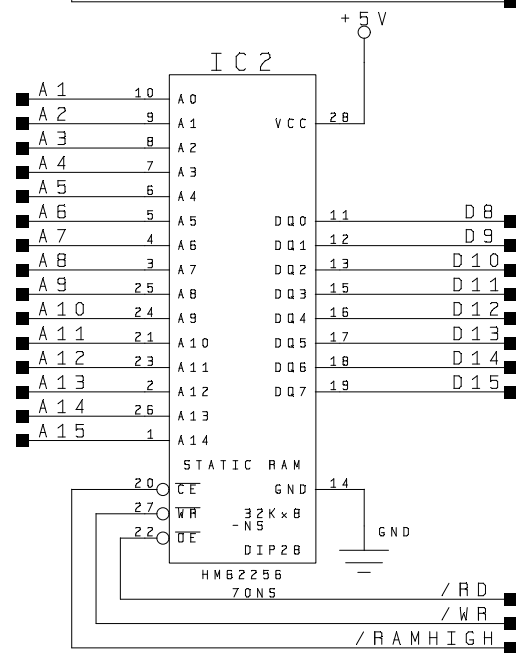 +5V
IC2
A1 10 A0
A2 9 A1 VCC 28
A3 8 A2
A4 7 A3
A5 6 A4
A6 5 A5 DQ0 11 D8
A7 4 A6 DQ1 12 D9
A8 3 A7 DQ2 13 D10
A9 25 A8 DQ3 15 D11
A10 24 A9 DQ4 16 D12
A11 21 A10 DQ5 17 D13
A12 23 A11 DQ6 18 D14
A13 2 A12 DQ7 19 D15
A14 26 A13
A15 1 A14
STATIC RAM
20 CE GND 14
27 WR 32K×8
-NS
22 OE GND
DIP28
HM62256
70NS
/RD
/WR
/RAMHIGH